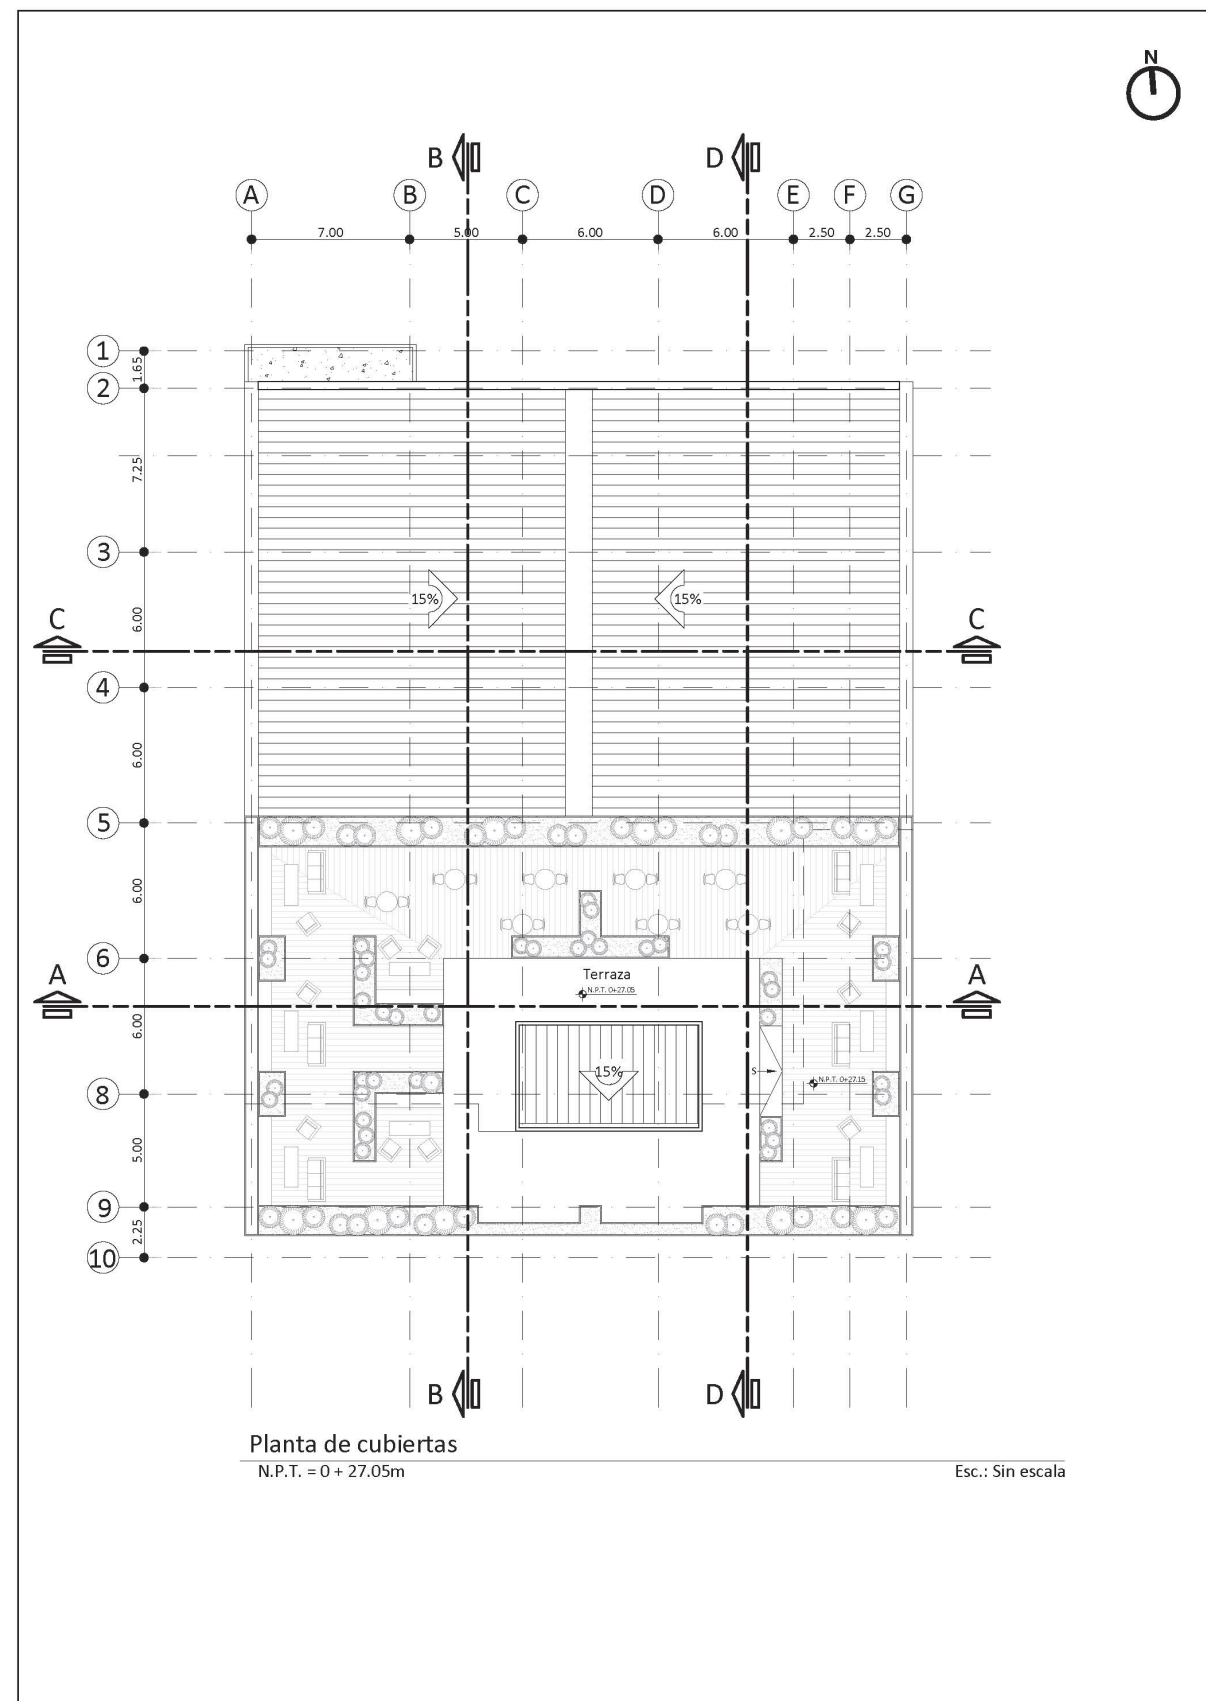 N
B
D
A
B
C
D
E
F
G
7.00
5.00
6.00
6.00
2.50
2.50
1
1.65
2
7.25
3
15%
15%
6.00
C
C
4
6.00
5
6.00
6
Terraza
N.P.T. 0+27.05
A
A
6.00
15%
S
N.P.T. 0+27.15
8
5.00
9
2.25
10
B
D
Planta de cubiertas
N.P.T. = 0 + 27.05m
Esc.: Sin escala